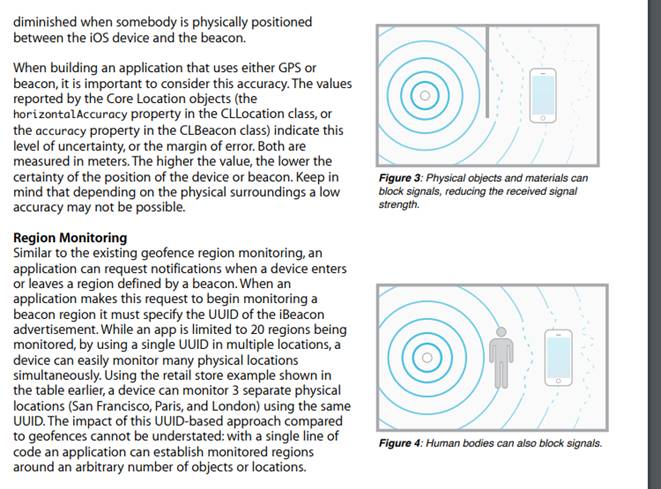 diminished when somebody is physically positioned
between the iOS device and the beacon.
When building an application that uses either GPS or
beacon, it is important to consider this accuracy. The values
reported by the Core Location objects (the
horizontalAccuracy property in the CLLocation class, or
the accuracy property in the CLBeacon class) indicate this
level of uncertainty, or the margin of error. Both are
measured in meters. The higher the value, the lower the
certainty of the position of the device or beacon. Keep in
mind that depending on the physical surroundings a low
accuracy may not be possible.
Region Monitoring
Similar to the existing geofence region monitoring, an
application can request notifications when a device enters
or leaves a region defined by a beacon. When an
application makes this request to begin monitoring a
beacon region it must specify the UUID of the iBeacon
advertisement. While an app is limited to 20 regions being
monitored, by using a single UUID in multiple locations, a
device can easily monitor many physical locations
simultaneously. Using the retail store example shown in
the table earlier, a device can monitor 3 separate physical
locations (San Francisco, Paris, and London) using the same
UUID. The impact of this UUID-based approach compared
to geofences cannot be understated: with a single line of
code an application can establish monitored regions
around an arbitrary number of objects or locations.
Figure 3: Physical objects and materials can
block signals, reducing the received signal
strength.
Figure 4: Human bodies can also block signals.